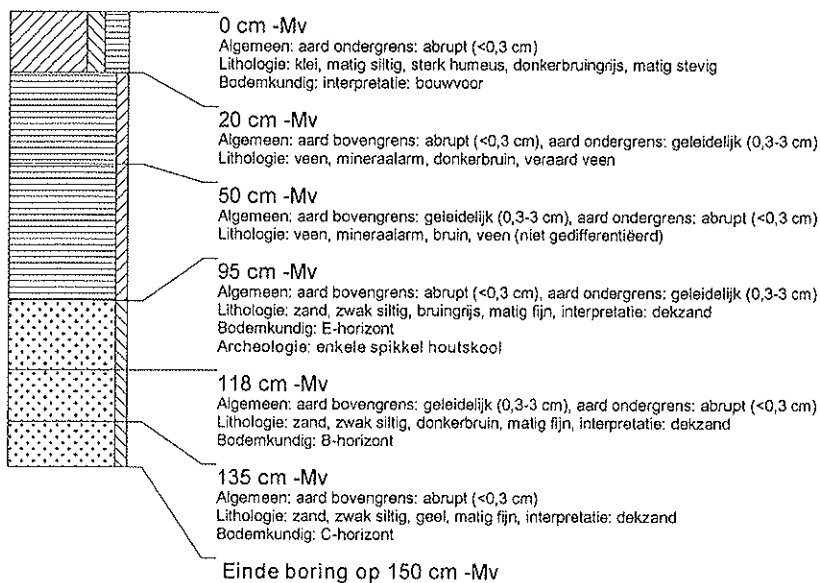 0 cm -Mv
Algemeen: aard ondergrens: abrupt (<0,3 cm)
Lithologie: klei, matig siltig, sterk humeus, donkerbruingrijs, matig stevig
Bodemkundig: interpretatie: bouwvoor
20 cm -Mv
Algemeen: aard bovengrens: abrupt (<0,3 cm), aard ondergrens: geleidelijk (0,3-3 cm)
Lithologie: veen, mineraalarm, donkerbruin, veraard veen
50 cm -Mv
Algemeen: aard bovengrens: geleidelijk (0,3-3 cm), aard ondergrens: abrupt (<0,3 cm)
Lithologie: veen, mineraalarm, bruin, veen (niet gedifferentiëerd)
95 cm -Mv
Algemeen: aard bovengrens: abrupt (<0,3 cm), aard ondergrens: geleidelijk (0,3-3 cm)
Lithologie: zand, zwak siltig, bruingrijs, matig fijn, interpretatie: dekzand
Bodemkundig: E-horizont
Archeologie: enkele spikkel houtskool
118 cm -Mv
Algemeen: aard bovengrens: geleidelijk (0,3-3 cm), aard ondergrens: abrupt (<0,3 cm)
Lithologie: zand, zwak siltig, donkerbruin, matig fijn, interpretatie: dekzand
Bodemkundig: B-horizont
135 cm -Mv
Algemeen: aard bovengrens: abrupt (<0,3 cm)
Lithologie: zand, zwak siltig, geel, matig fijn, interpretatie: dekzand
Bodemkundig: C-horizont
Einde boring op 150 cm -Mv